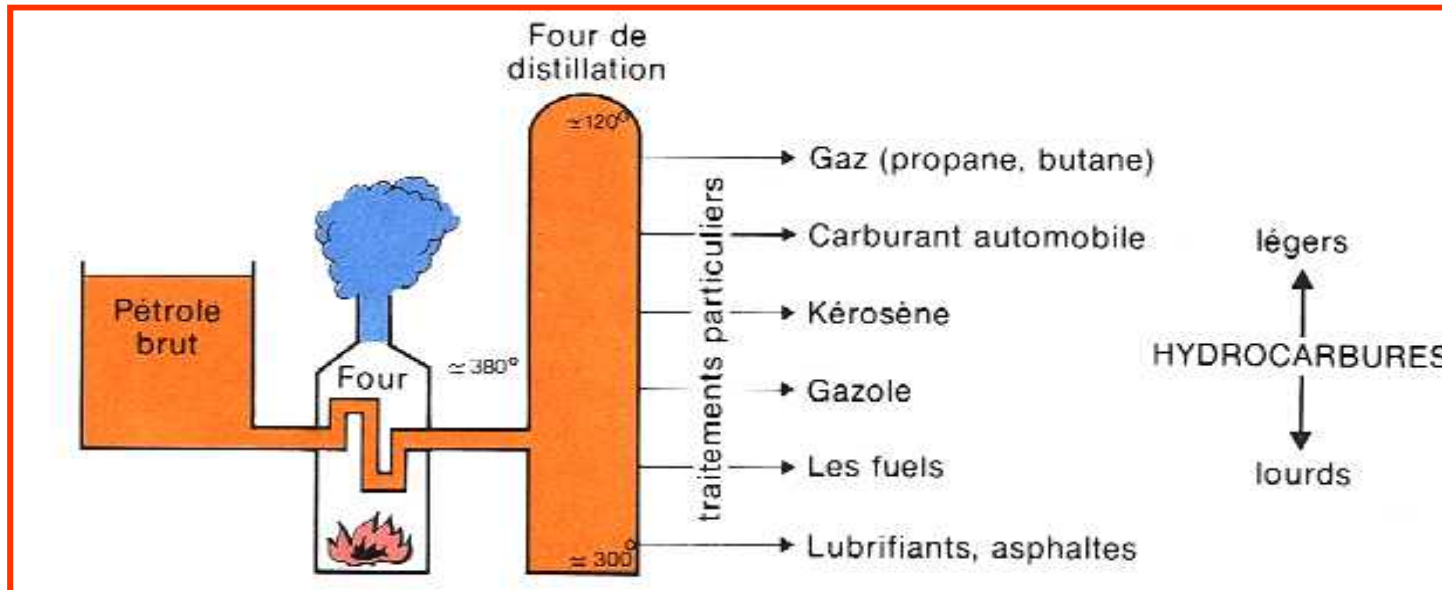 Four de
distillation
≃120°
Gaz (propane, butane)
Carburant automobile
légers
Pétrole
brut
Kérosène
HYDROCARBURES
Four
≃380°
Gazole
Les fuels
lourds
Lubrifiants, asphaltes
≃300°
traitements particuliers